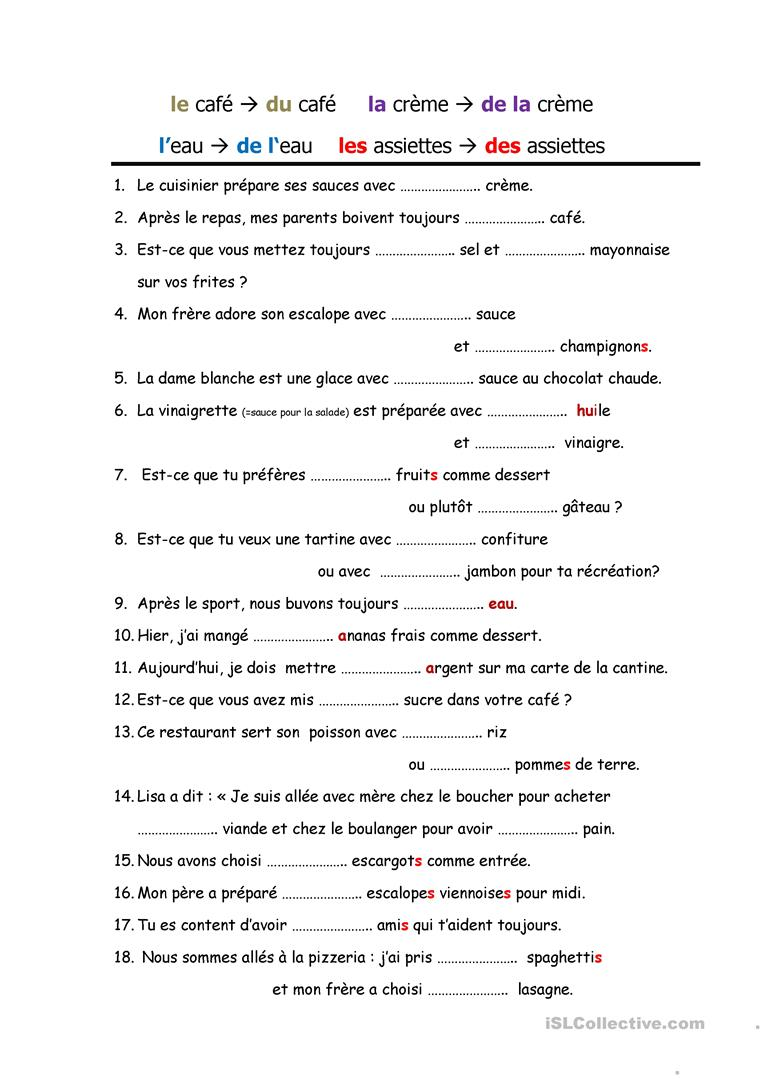 le café → du café la crème → de la crème
l’eau → de l‘eau les assiettes → des assiettes
1. Le cuisinier prépare ses sauces avec ………………….. crème.
2. Après le repas, mes parents boivent toujours ………………….. café.
3. Est-ce que vous mettez toujours ………………….. sel et ………………….. mayonnaise
sur vos frites ?
4. Mon frère adore son escalope avec ………………….. sauce
et ………………….. champignons.
5. La dame blanche est une glace avec ………………….. sauce au chocolat chaude.
6. La vinaigrette (=sauce pour la salade) est préparée avec ………………….. huile
et ………………….. vinaigre.
7. Est-ce que tu préfères ………………….. fruits comme dessert
ou plutôt ………………….. gâteau ?
8. Est-ce que tu veux une tartine avec ………………….. confiture
ou avec ………………….. jambon pour ta récréation?
9. Après le sport, nous buvons toujours ………………….. eau.
10. Hier, j’ai mangé ………………….. ananas frais comme dessert.
11. Aujourd’hui, je dois mettre ………………….. argent sur ma carte de la cantine.
12. Est-ce que vous avez mis ………………….. sucre dans votre café ?
13. Ce restaurant sert son poisson avec ………………….. riz
ou ………………….. pommes de terre.
14. Lisa a dit : « Je suis allée avec mère chez le boucher pour acheter
………………….. viande et chez le boulanger pour avoir ………………….. pain.
15. Nous avons choisi ………………….. escargots comme entrée.
16. Mon père a préparé ………………….. escalopes viennoises pour midi.
17. Tu es content d’avoir ………………….. amis qui t’aident toujours.
18. Nous sommes allés à la pizzeria : j’ai pris ………………….. spaghettis
et mon frère a choisi ………………….. lasagne.
iSLCollective.com